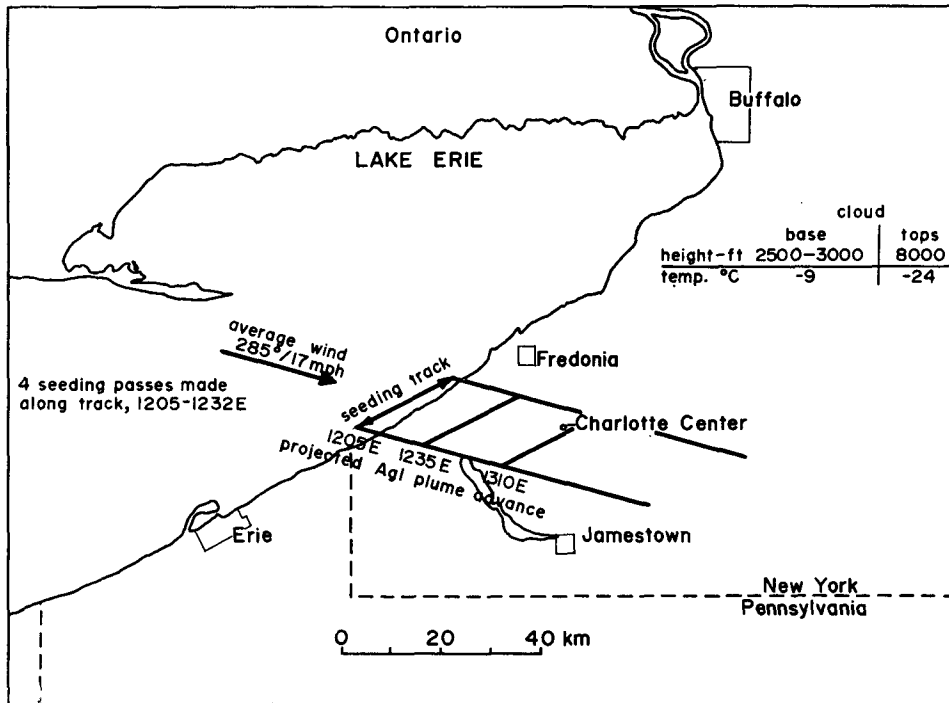 Ontario
Buffalo
LAKE ERIE
cloud
base tops
height-ft 2500-3000 8000
temp. °C -9 -24
average wind
285°/17mph
4 seeding passes made
along track, 1205-1232E
seeding track
Fredonia
Charlotte Center
1205E 1235E 1310E
projected AgI plume advance
Erie
Jamestown
New York
Pennsylvania
0 20 40 km